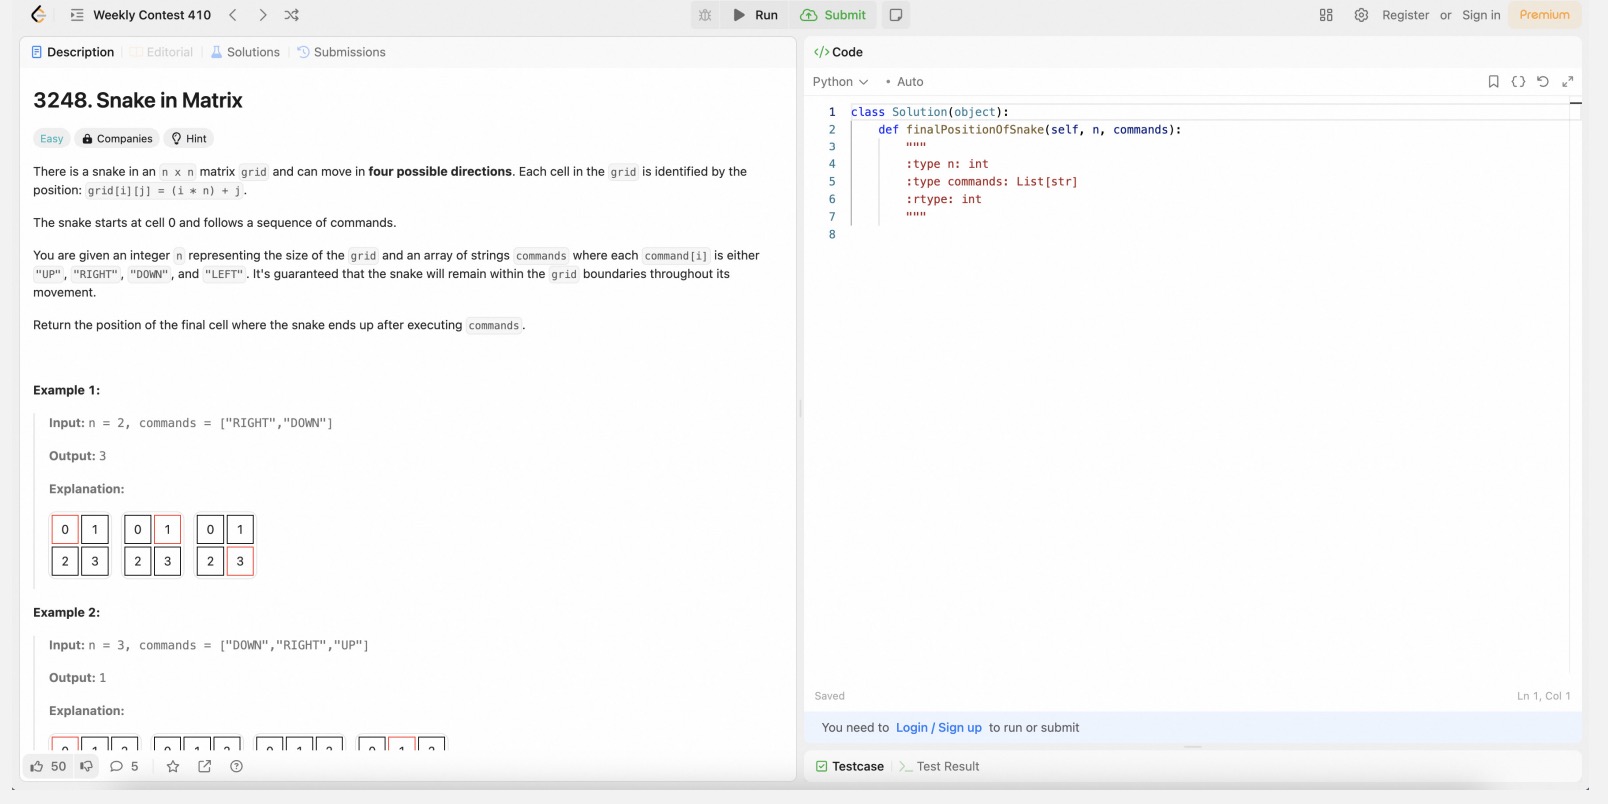 Weekly Contest 410
Run
Submit
Register or Sign in
Premium
Description
Editorial
Solutions
Submissions
3248. Snake in Matrix
Easy
Companies
Hint
There is a snake in an n x n matrix grid and can move in four possible directions. Each cell in the grid is identified by the
position: grid[i][j] = (i * n) + j.
The snake starts at cell 0 and follows a sequence of commands.
You are given an integer n representing the size of the grid and an array of strings commands where each command[i] is either
"UP", "RIGHT", "DOWN", and "LEFT". It's guaranteed that the snake will remain within the grid boundaries throughout its
movement.
Return the position of the final cell where the snake ends up after executing commands.
Example 1:
Input: n = 2, commands = ["RIGHT","DOWN"]
Output: 3
Explanation:
0 1 0 1 0 1
2 3 2 3 2 3
Example 2:
Input: n = 3, commands = ["DOWN","RIGHT","UP"]
Output: 1
Explanation:
50
5
</> Code
Python
• Auto
1 class Solution(object):
2 def finalPositionOfSnake(self, n, commands):
3 """
4 :type n: int
5 :type commands: List[str]
6 :rtype: int
7 """
8
Saved
Ln 1, Col 1
You need to Login / Sign up to run or submit
Testcase
>_ Test Result